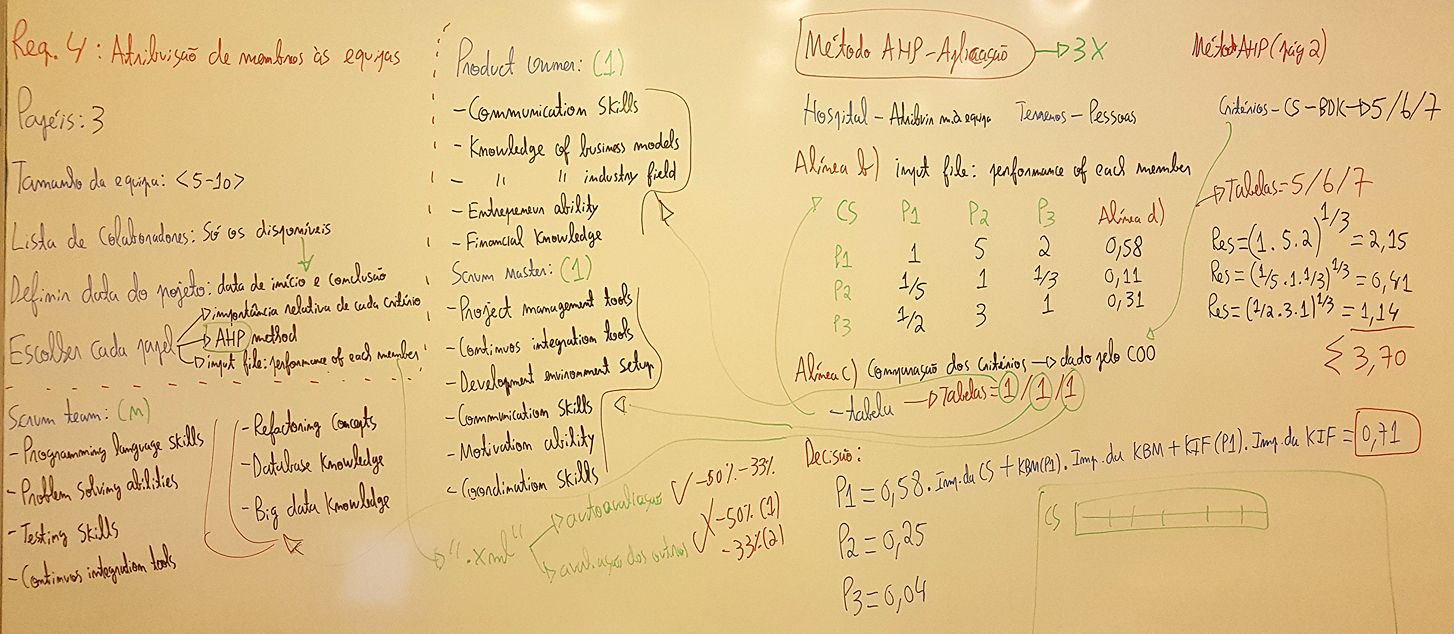 Req. 4: Atribuição de membros às equipas
Papéis: 3
Tamanho da equipa: <5-10>
Lista de Colaboradores: Só os disponíveis
Definir data do projeto: data de início e conclusão
Escolher cada papel
importância relativa de cada critério
AHP method
input file: performance of each member
Scrum team: (n)
- Programming language skills
- Problem solving abilities
- Testing skills
- Continuos integration tools
- Refactoring Concepts
- Database Knowledge
- Big data Knowledge
Product Owner: (1)
- Communication skills
- Knowledge of business models
- " " industry field
- Entrepreneur ability
- Financial Knowledge
Scrum Master: (1)
- Project management tools
- Continuos integration tools
- Development environment setup
- Communication skills
- Motivation ability
- Coordination skills
".xml"
autoavaliação ✓ -50% -33%
avaliação dos outros
X -50% (1)
-33% (2)
Método AHP - Aplicação → 3X
Hospital - Atribuir m. à equipa Terrenos - Pessoas
Alínea b) input file: performance of each member
CS P1 P2 P3 Alínea d)
P1 1 5 2 0,58
P2 1/5 1 1/3 0,11
P3 1/2 3 1 0,31
Alínea c) Comparação dos Critérios → dado pelo COO
- tabela → Tabelas = 1/1/1
Decisão:
P1 = 0,58 . Imp. da CS + KBM(P1) . Imp. da KBM + KIF(P1) . Imp. da KIF = 0,71
P2 = 0,25
P3 = 0,04
CS
Método AHP (pág 2)
Critérios - CS - BDK → 5/6/7
→ Tabelas = 5/6/7
Res = (1 . 5 . 2)^1/3 = 2,15
Res = (1/5 . 1 . 1/3)^1/3 = 0,41
Res = (1/2 . 3 . 1)^1/3 = 1,14
Σ 3,70